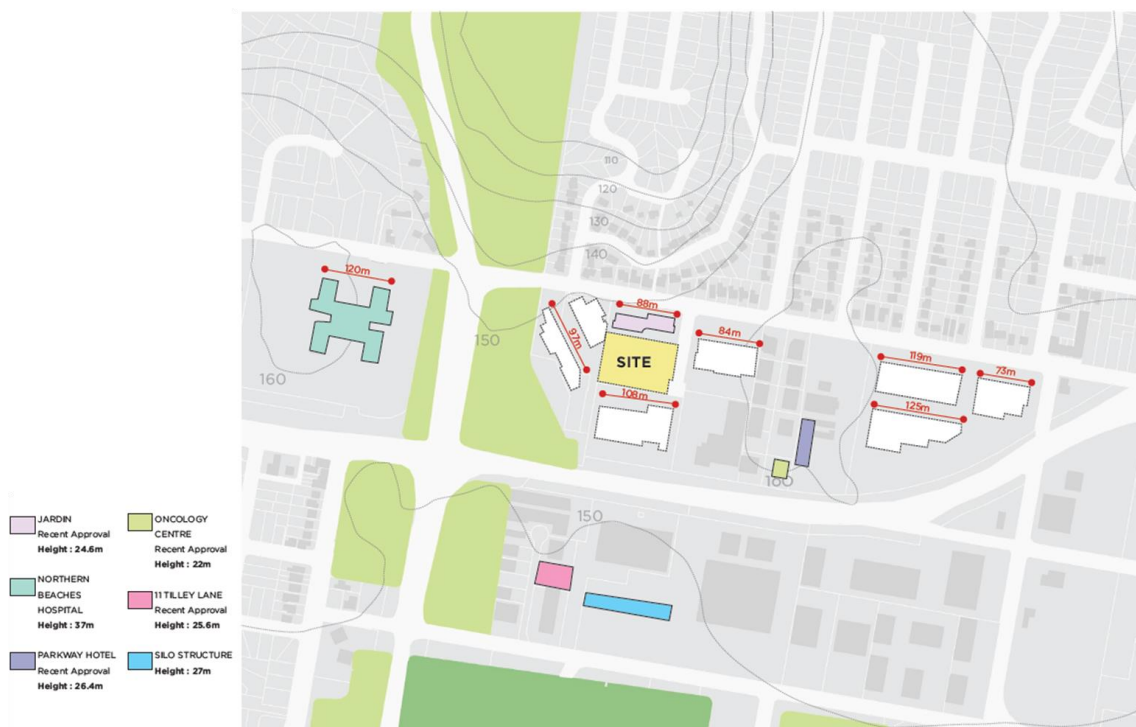 110
120
130
140
120m
88m
97m
84m
150
SITE
119m
73m
160
108m
125m
160
150
JARDIN
Recent Approval
Height : 24.6m
NORTHERN
BEACHES
HOSPITAL
Height : 37m
PARKWAY HOTEL
Recent Approval
Height : 26.4m
ONCOLOGY
CENTRE
Recent Approval
Height : 22m
11 TILLEY LANE
Recent Approval
Height : 25.6m
SILO STRUCTURE
Height : 27m